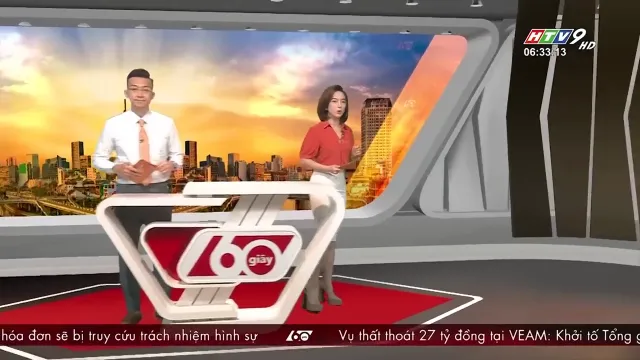 HTV9 HD
06:33:13
60 giây
hóa đơn sẽ bị truy cứu trách nhiệm hình sự 60 Vụ thất thoát 27 tỷ đồng tại VEAM: Khởi tố Tổng g